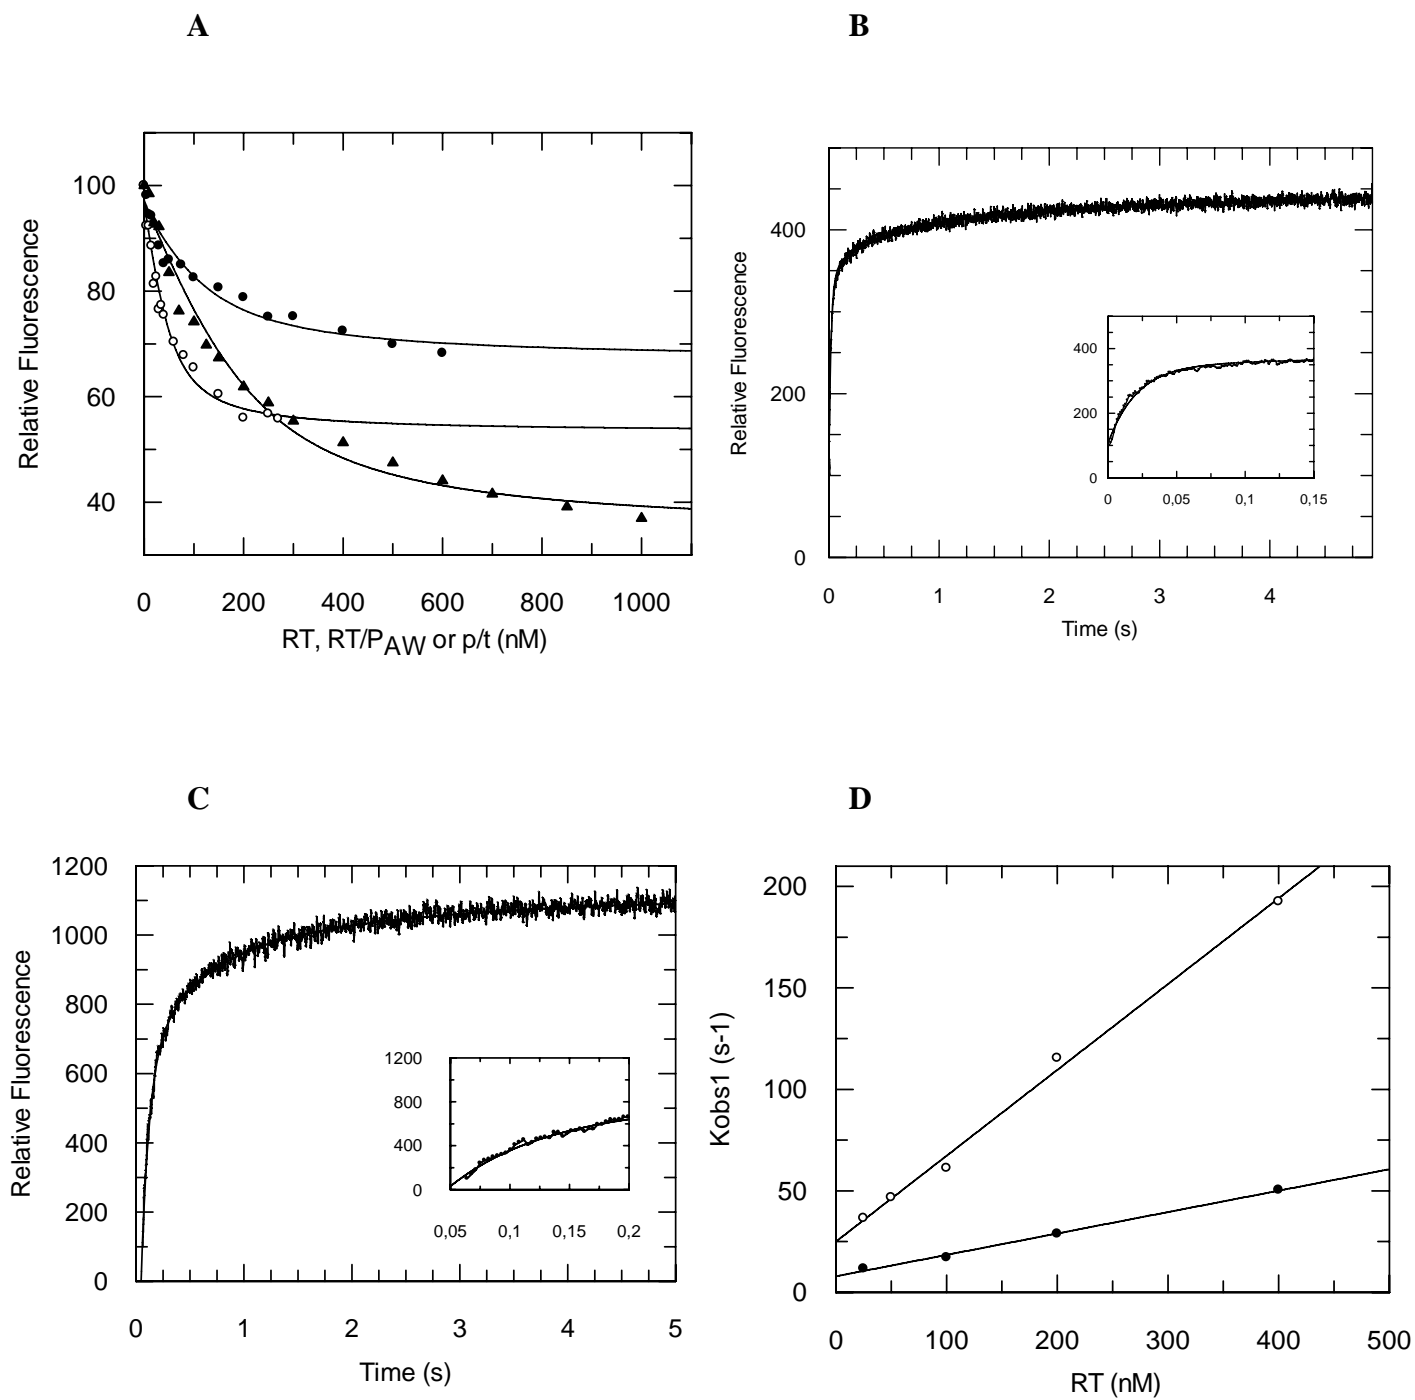 A
B
Relative Fluorescence
100
80
60
40
0 200 400 600 800 1000
RT, RT/PAW or p/t (nM)
Relative Fluorescence
400
200
0
0 1 2 3 4
Time (s)
400
200
0
0 0,05 0,1 0,15
C
D
Relative Fluorescence
1200
1000
800
600
400
200
0
0 1 2 3 4 5
Time (s)
1200
800
400
0
0,05 0,1 0,15 0,2
Kobs1 (s-1)
200
150
100
50
0
0 100 200 300 400 500
RT (nM)